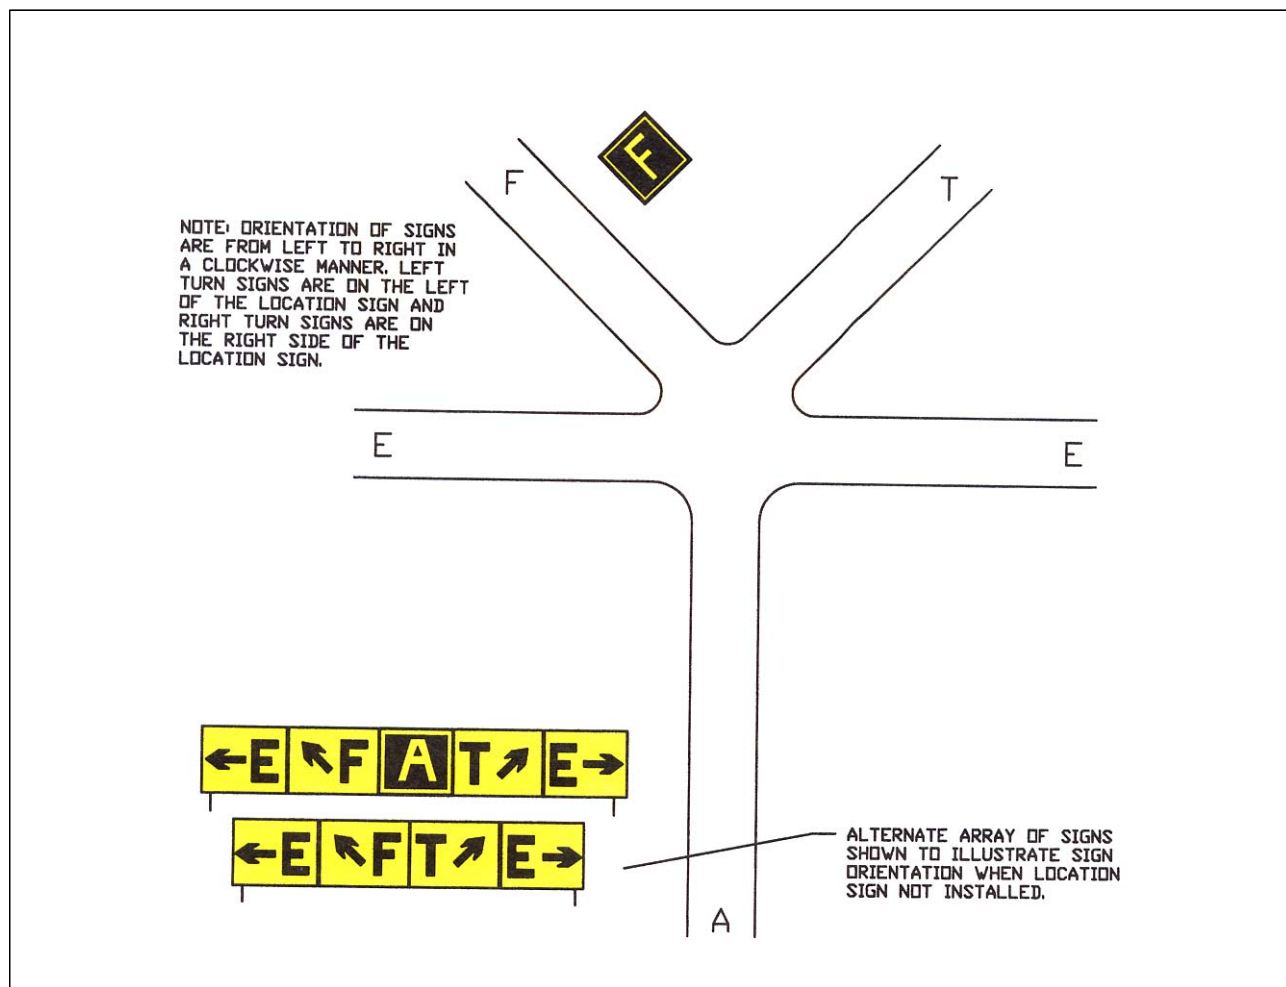 F
F
T
NOTE: ORIENTATION OF SIGNS
ARE FROM LEFT TO RIGHT IN
A CLOCKWISE MANNER. LEFT
TURN SIGNS ARE ON THE LEFT
OF THE LOCATION SIGN AND
RIGHT TURN SIGNS ARE ON
THE RIGHT SIDE OF THE
LOCATION SIGN.
E
E
←E ↖F A T↗ E→
←E ↖F T↗ E→
ALTERNATE ARRAY OF SIGNS
SHOWN TO ILLUSTRATE SIGN
ORIENTATION WHEN LOCATION
SIGN NOT INSTALLED.
A